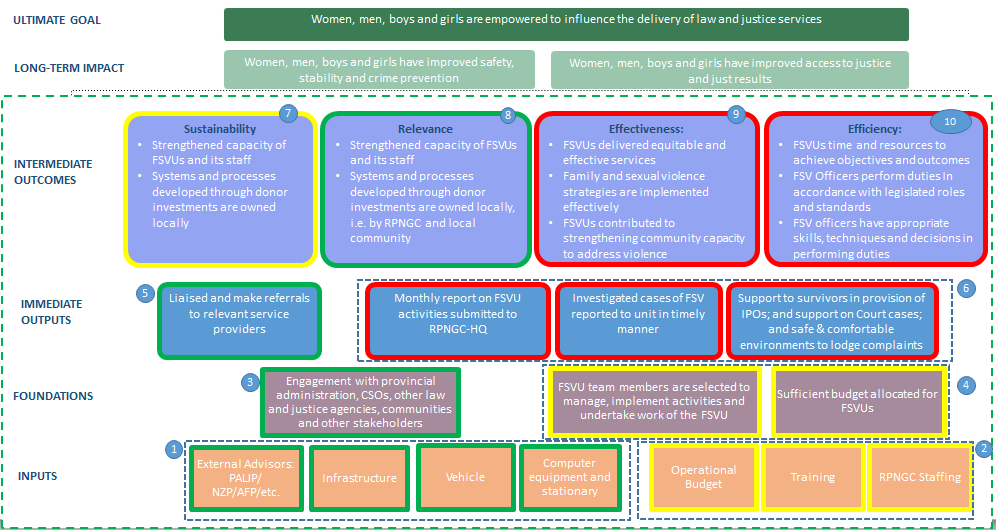 ULTIMATE GOAL
Women, men, boys and girls are empowered to influence the delivery of law and justice services
LONG-TERM IMPACT
Women, men, boys and girls have improved safety,
stability and crime prevention
Women, men, boys and girls have improved access to justice
and just results
INTERMEDIATE
OUTCOMES
7
Sustainability
• Strengthened capacity of
FSVUs and its staff
• Systems and processes
developed through donor
investments are owned
locally
8
Relevance
• Strengthened capacity of FSVUs
and its staff
• Systems and processes
developed through donor
investments are owned locally,
i.e. by RPNGC and local
community
9
Effectiveness:
• FSVUs delivered equitable and
effective services
• Family and sexual violence
strategies are implemented
effectively
• FSVUs contributed to
strengthening community capacity
to address violence
10
Efficiency:
• FSVUs time and resources to
achieve objectives and outcomes
• FSV Officers perform duties In
accordance with legislated roles
and standards
• FSV officers have appropriate
skills, techniques and decisions in
performing duties
IMMEDIATE
OUTPUTS
5
Liaised and make referrals
to relevant service
providers
Monthly report on FSVU
activities submitted to
RPNGC-HQ
Investigated cases of FSV
reported to unit in timely
manner
Support to survivors in provision of
IPOs; and support on Court cases;
and safe & comfortable
environments to lodge complaints
6
FOUNDATIONS
3
Engagement with provincial
administration, CSOs, other law
and justice agencies, communities
and other stakeholders
FSVU team members are selected to
manage, implement activities and
undertake work of the FSVU
Sufficient budget allocated for
FSVUs
4
INPUTS
1
External Advisors:
PALJP/
NZP/AFP/etc.
Infrastructure
Vehicle
Computer
equipment and
stationary
Operational
Budget
Training
RPNGC Staffing
2